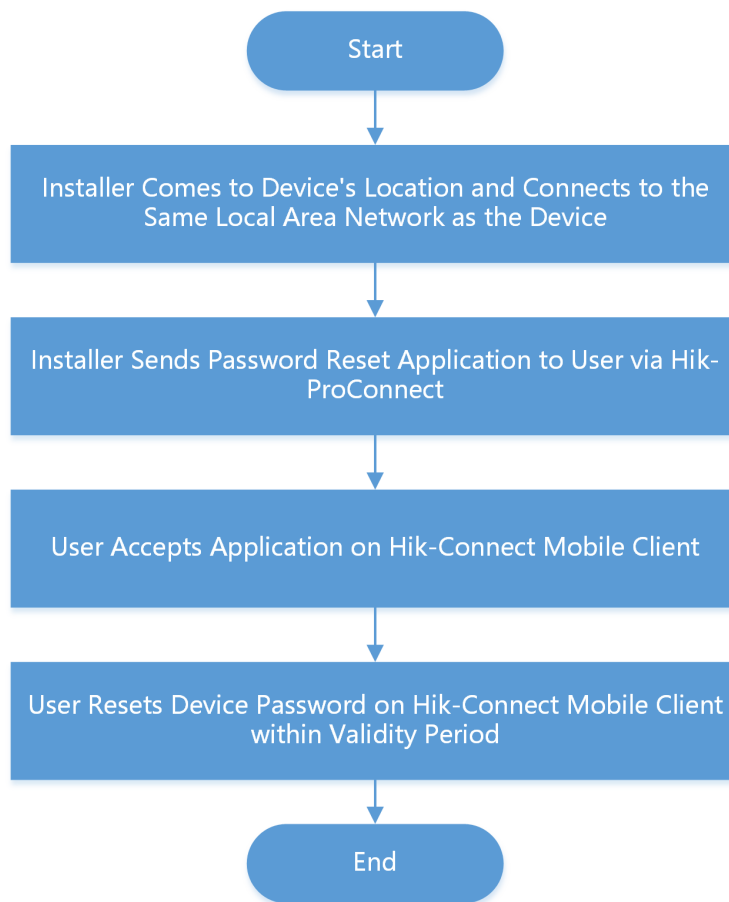 Start
Installer Comes to Device's Location and Connects to the
Same Local Area Network as the Device
Installer Sends Password Reset Application to User via Hik-
ProConnect
User Accepts Application on Hik-Connect Mobile Client
User Resets Device Password on Hik-Connect Mobile Client
within Validity Period
End